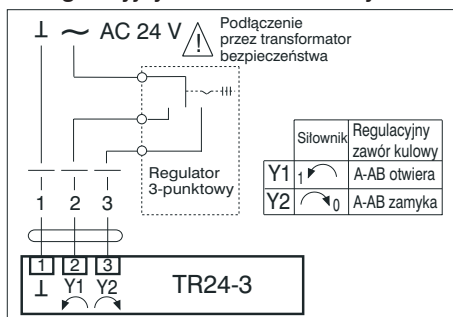 ⊥ ~ AC 24 V
Podłączenie
przez transformator
bezpieczeństwa
Regulator
3-punktowy
Siłownik
Regulacyjny
zawór kulowy
Y1 1 A-AB otwiera
Y2 0 A-AB zamyka
1 2 3
1 2 3
⊥ Y1 Y2
TR24-3